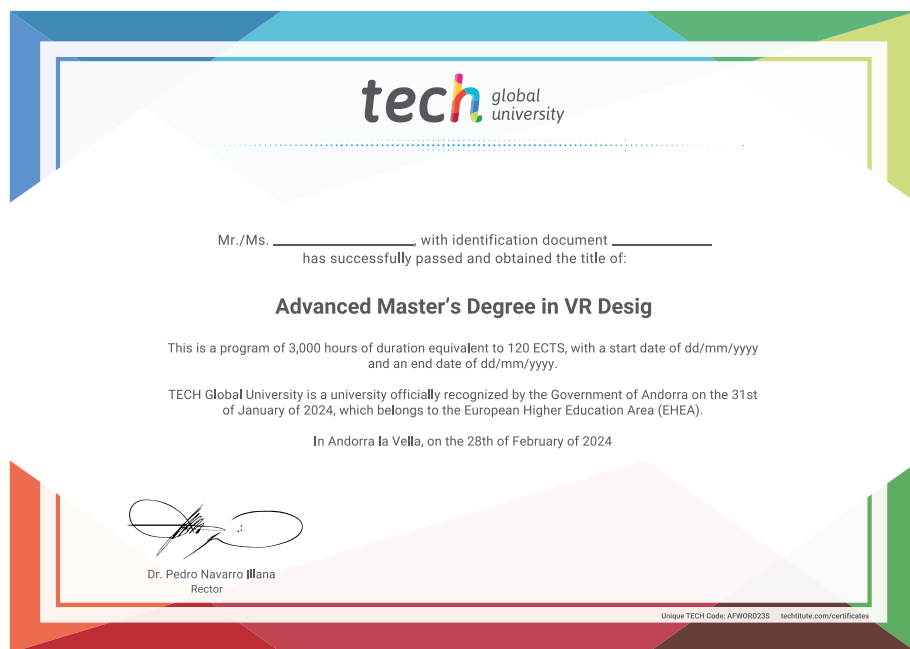 tech global
university
Mr./Ms. ____________, with identification document ____________
has successfully passed and obtained the title of:
Advanced Master's Degree in VR Desig
This is a program of 3,000 hours of duration equivalent to 120 ECTS, with a start date of dd/mm/yyyy
and an end date of dd/mm/yyyy.
TECH Global University is a university officially recognized by the Government of Andorra on the 31st
of January of 2024, which belongs to the European Higher Education Area (EHEA).
In Andorra la Vella, on the 28th of February of 2024
Dr. Pedro Navarro Illana
Rector
Unique TECH Code: AFWORD23S techtitute.com/certificates